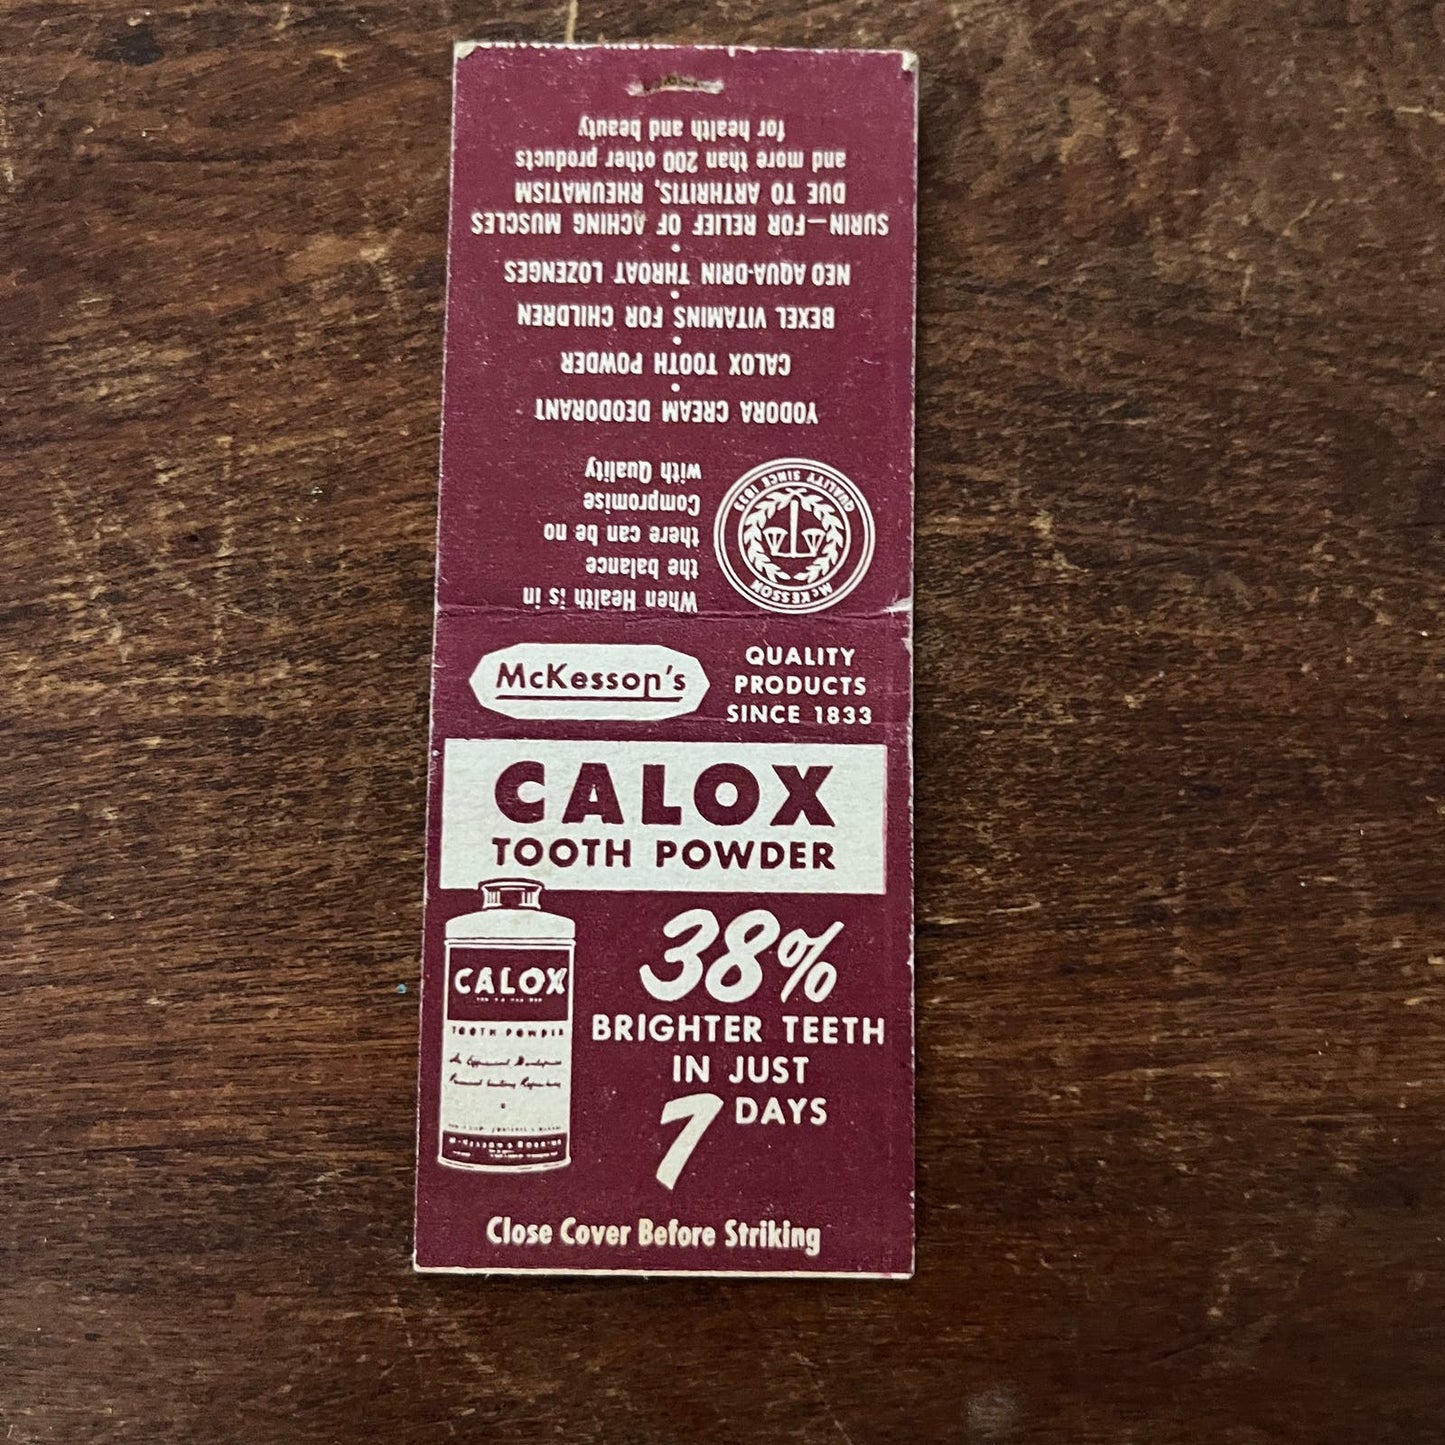 McKesson's
QUALITY
PRODUCTS
SINCE 1833
CALOX
TOOTH POWDER
CALOX
TOOTH POWDER
38%
BRIGHTER TEETH
IN JUST
7 DAYS
Close Cover Before Striking
When Health is in
the balance
there can be no
Compromise
with Quality
McKESSON
QUALITY SINCE 1833
YODORA CREAM DEODORANT
•
CALOX TOOTH POWDER
•
BEXEL VITAMINS FOR CHILDREN
•
NEO AQUA-DRIN THROAT LOZENGES
•
SURIN—FOR RELIEF OF ACHING MUSCLES
DUE TO ARTHRITIS, RHEUMATISM
and more than 200 other products
for health and beauty